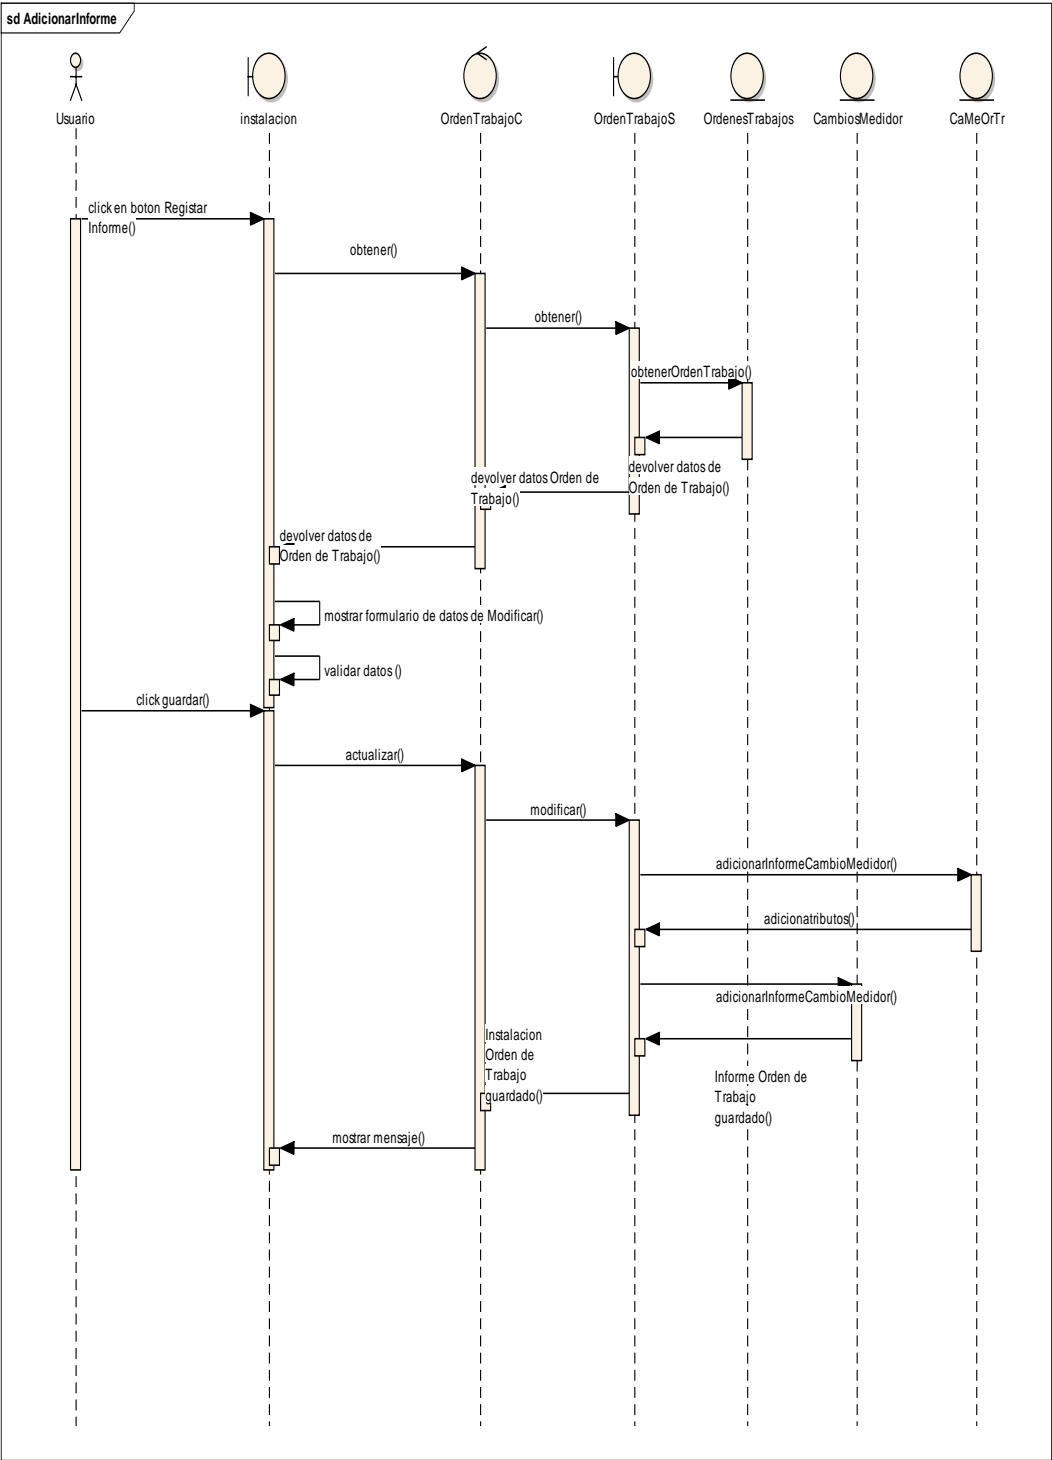 sd AdicionarInforme
Usuario
instalacion
OrdenTrabajoC
OrdenTrabajoS
OrdenesTrabajos
CambiosMedidor
CaMeOrTr
click en boton Registar
Informe()
obtener()
obtener()
obtenerOrdenTrabajo()
devolver datos de
Orden de Trabajo()
devolver datos Orden de
Trabajo()
devolver datos de
Orden de Trabajo()
mostrar formulario de datos de Modificar()
validar datos ()
click guardar()
actualizar()
modificar()
adicionarInformeCambioMedidor()
adicionatributos()
adicionarInformeCambioMedidor()
Informe Orden de
Trabajo
guardado()
Instalacion
Orden de
Trabajo
guardado()
mostrar mensaje()